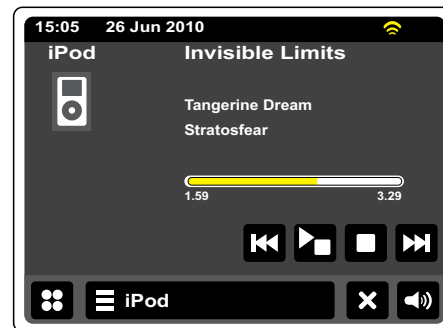 15:05 26 Jun 2010
iPod Invisible Limits
Tangerine Dream
Stratosfear
1.59 3.29
iPod